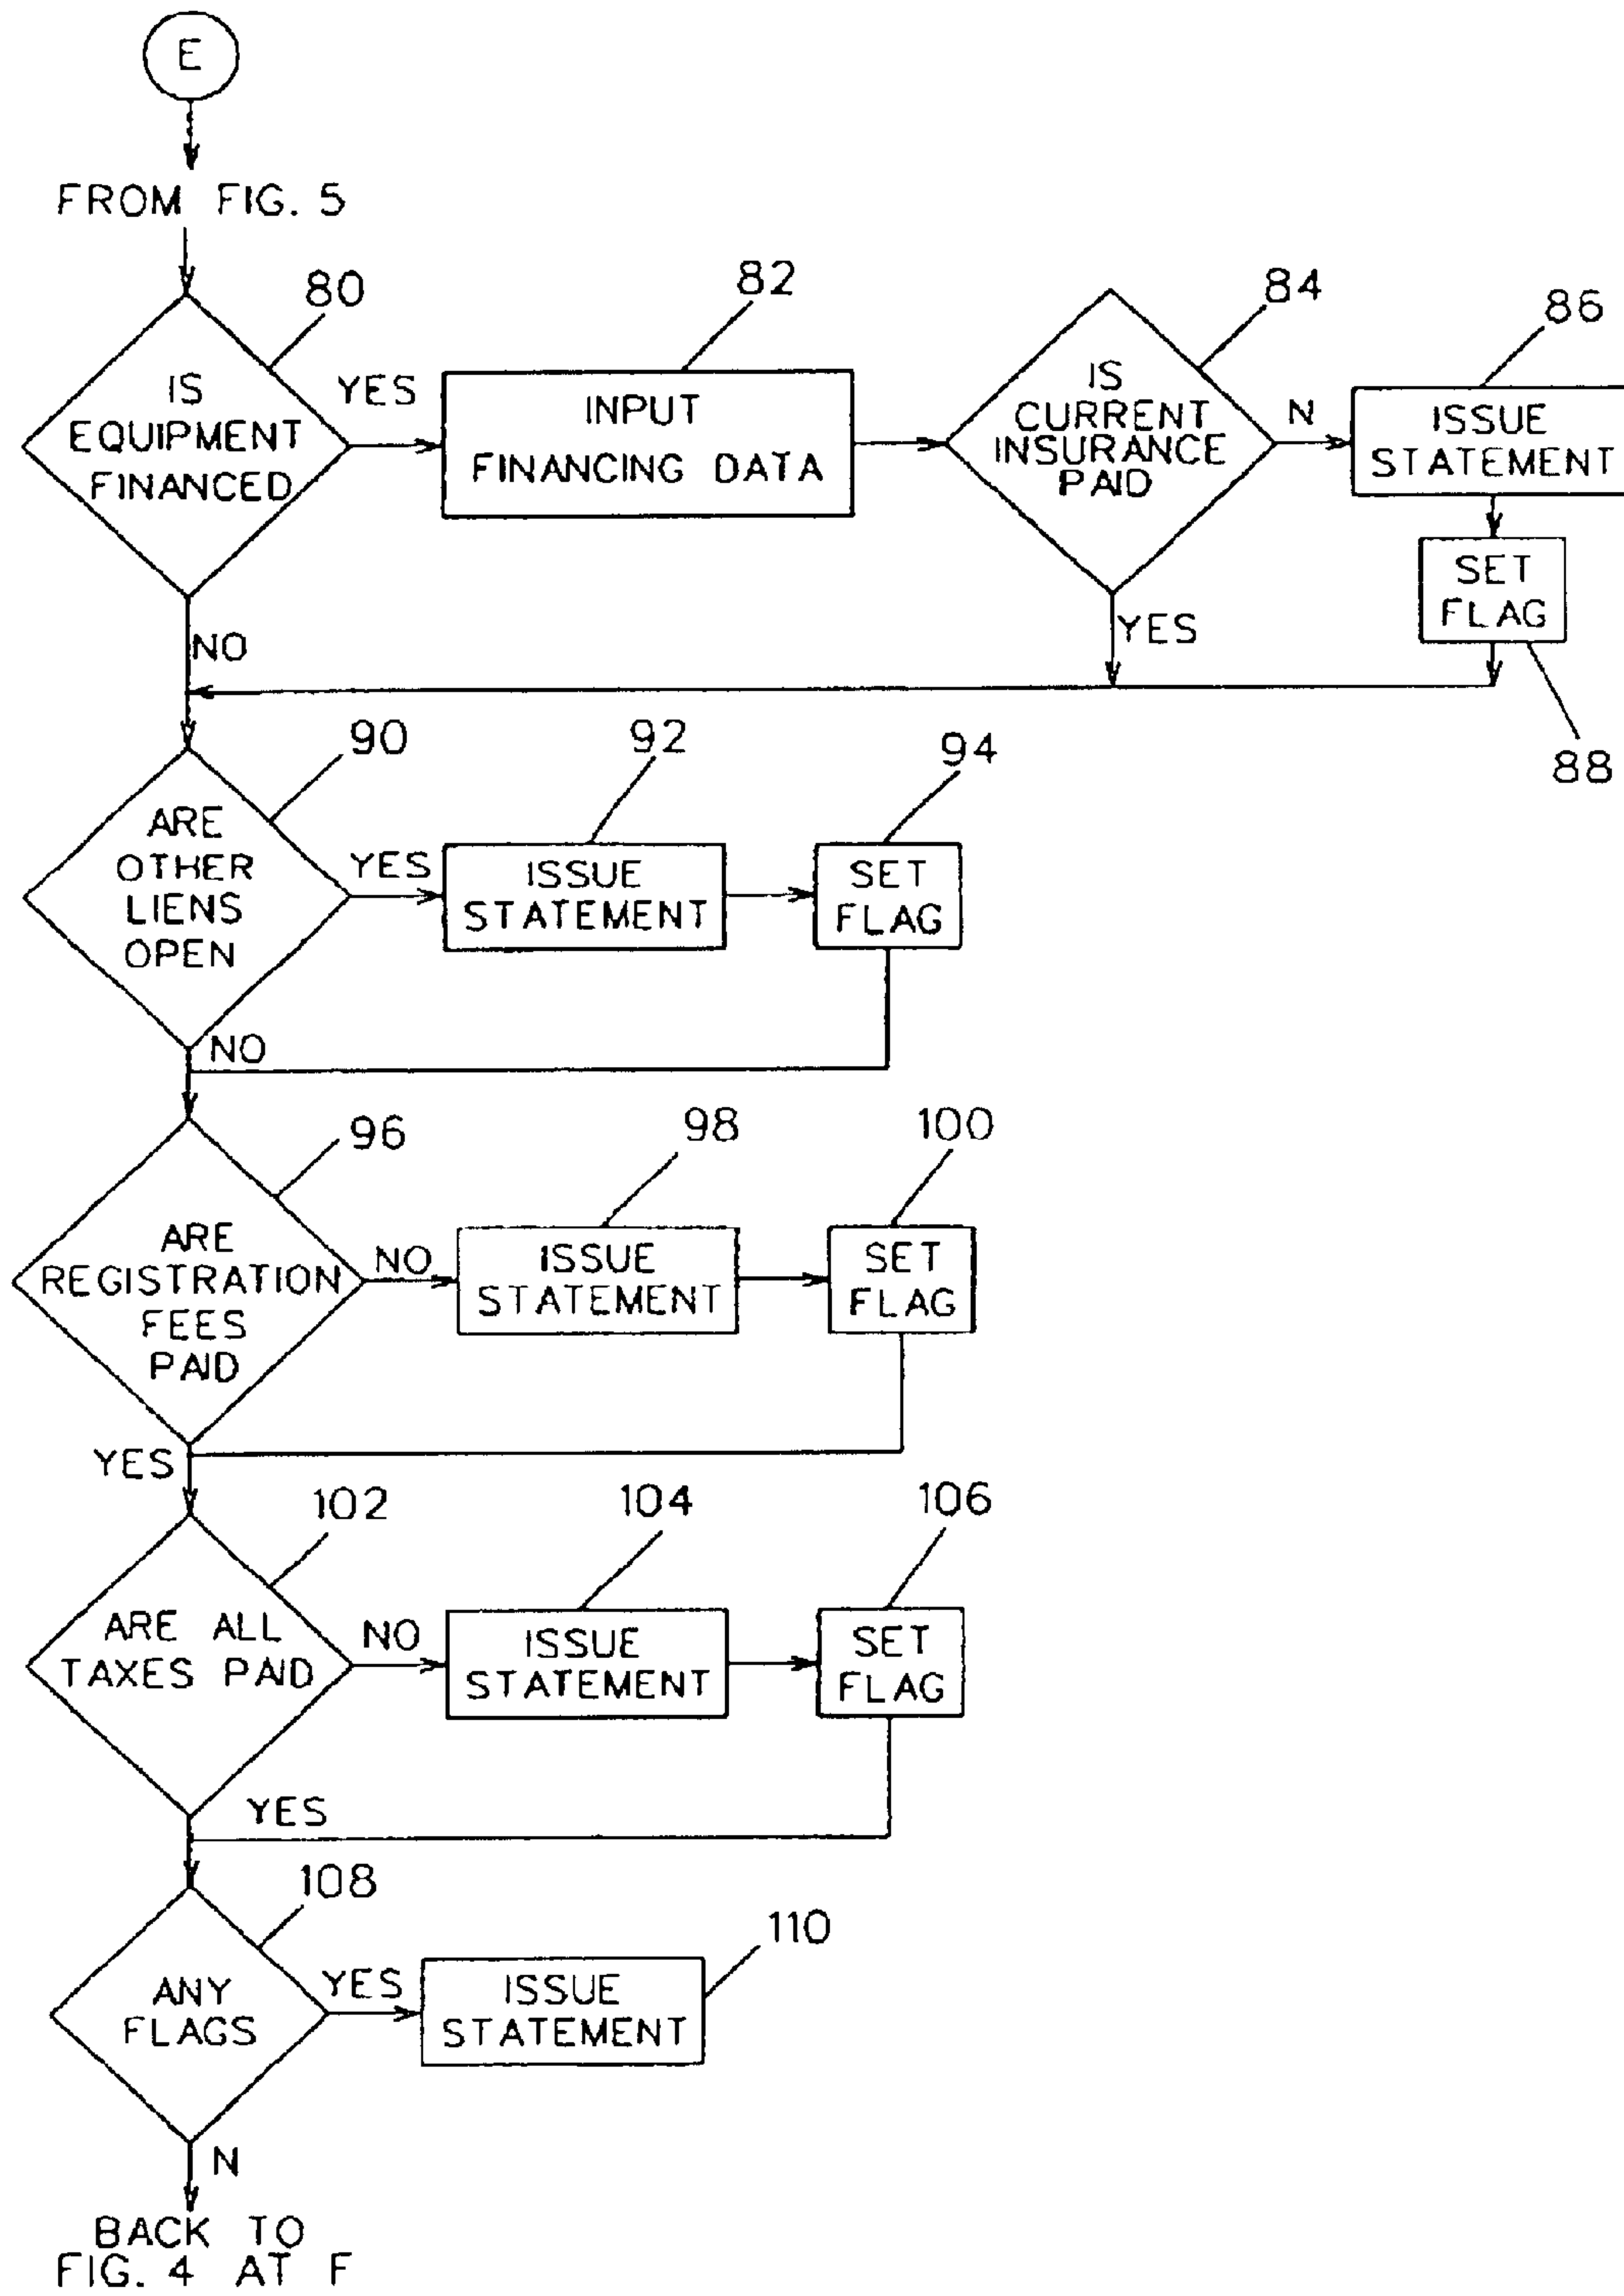 E
FROM FIG. 5
80
IS
EQUIPMENT
FINANCED
YES
NO
82
INPUT
FINANCING DATA
84
IS
CURRENT
INSURANCE
PAID
N
YES
86
ISSUE
STATEMENT
SET
FLAG
88
90
ARE
OTHER
LIENS
OPEN
YES
NO
92
ISSUE
STATEMENT
94
SET
FLAG
96
ARE
REGISTRATION
FEES
PAID
NO
YES
98
ISSUE
STATEMENT
100
SET
FLAG
102
ARE ALL
TAXES PAID
NO
YES
104
ISSUE
STATEMENT
106
SET
FLAG
108
ANY
FLAGS
YES
N
110
ISSUE
STATEMENT
BACK TO
FIG. 4 AT F